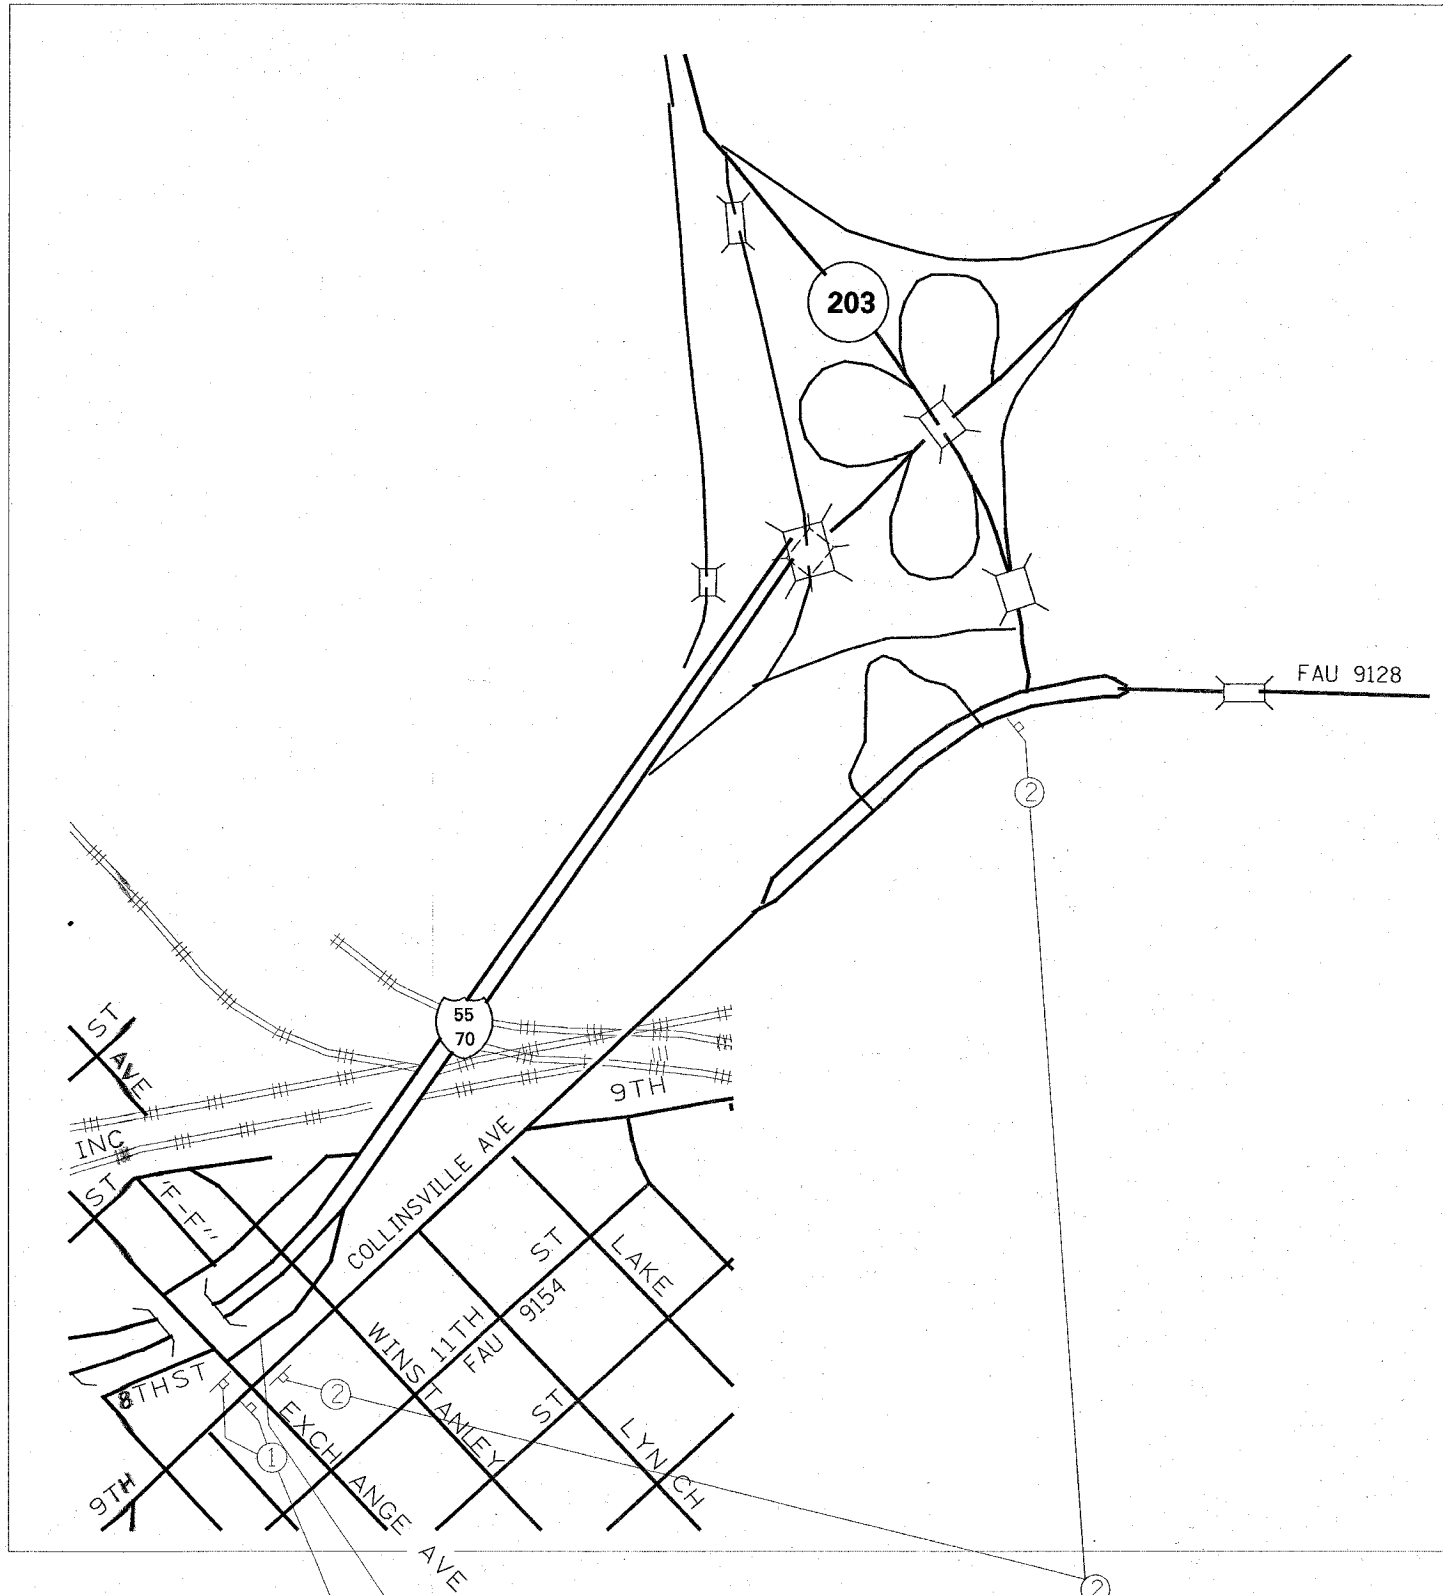 203
FAU 9128
2
55
70
ST
AVE
9TH
INC
ST
"F-F"
COLLINSVILLE AVE
ST
LAKE
11TH
FAU 9154
WINSTANLEY
8TH ST
2
ST
EXCHANGE AVE
LYNCH
1
9TH
2